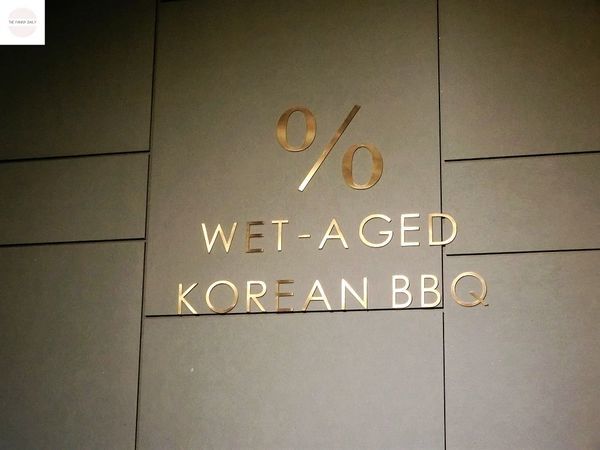 %
WET-AGED
KOREAN BBQ